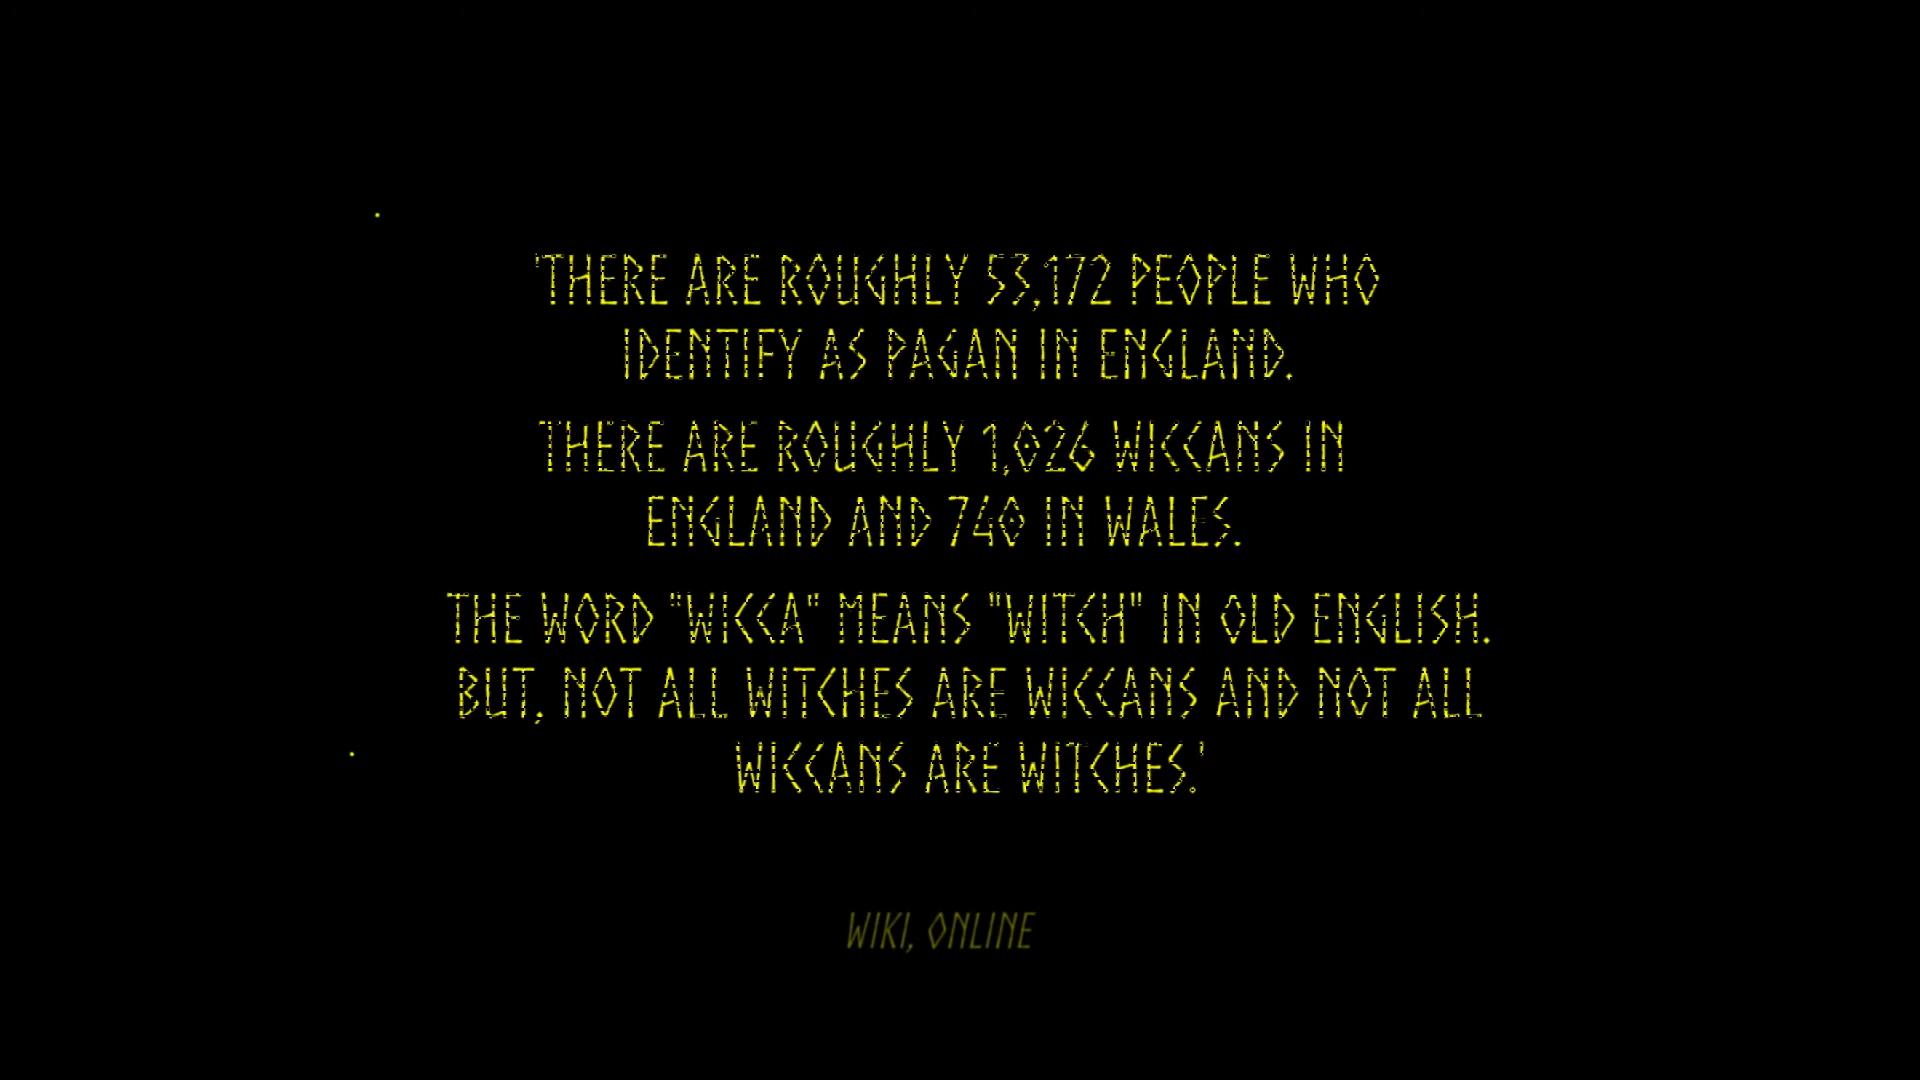 'THERE ARE ROUGHLY 53,172 PEOPLE WHO
IDENTIFY AS PAGAN IN ENGLAND.
THERE ARE ROUGHLY 1,026 WICCANS IN
ENGLAND AND 740 IN WALES.
THE WORD "WICCA" MEANS "WITCH" IN OLD ENGLISH.
BUT, NOT ALL WITCHES ARE WICCANS AND NOT ALL
WICCANS ARE WITCHES.'
WIKI, ONLINE